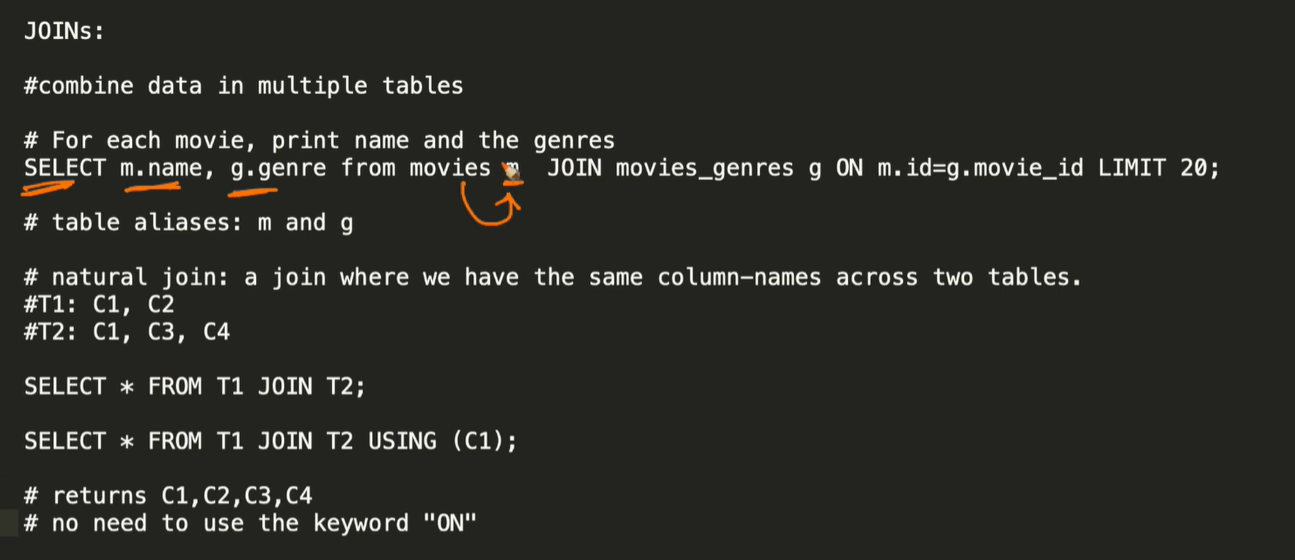 JOINs:
#combine data in multiple tables
# For each movie, print name and the genres
SELECT m.name, g.genre from movies m  JOIN movies_genres g ON m.id=g.movie_id LIMIT 20;
# table aliases: m and g
# natural join: a join where we have the same column-names across two tables.
#T1: C1, C2
#T2: C1, C3, C4
SELECT * FROM T1 JOIN T2;
SELECT * FROM T1 JOIN T2 USING (C1);
# returns C1,C2,C3,C4
# no need to use the keyword "ON"